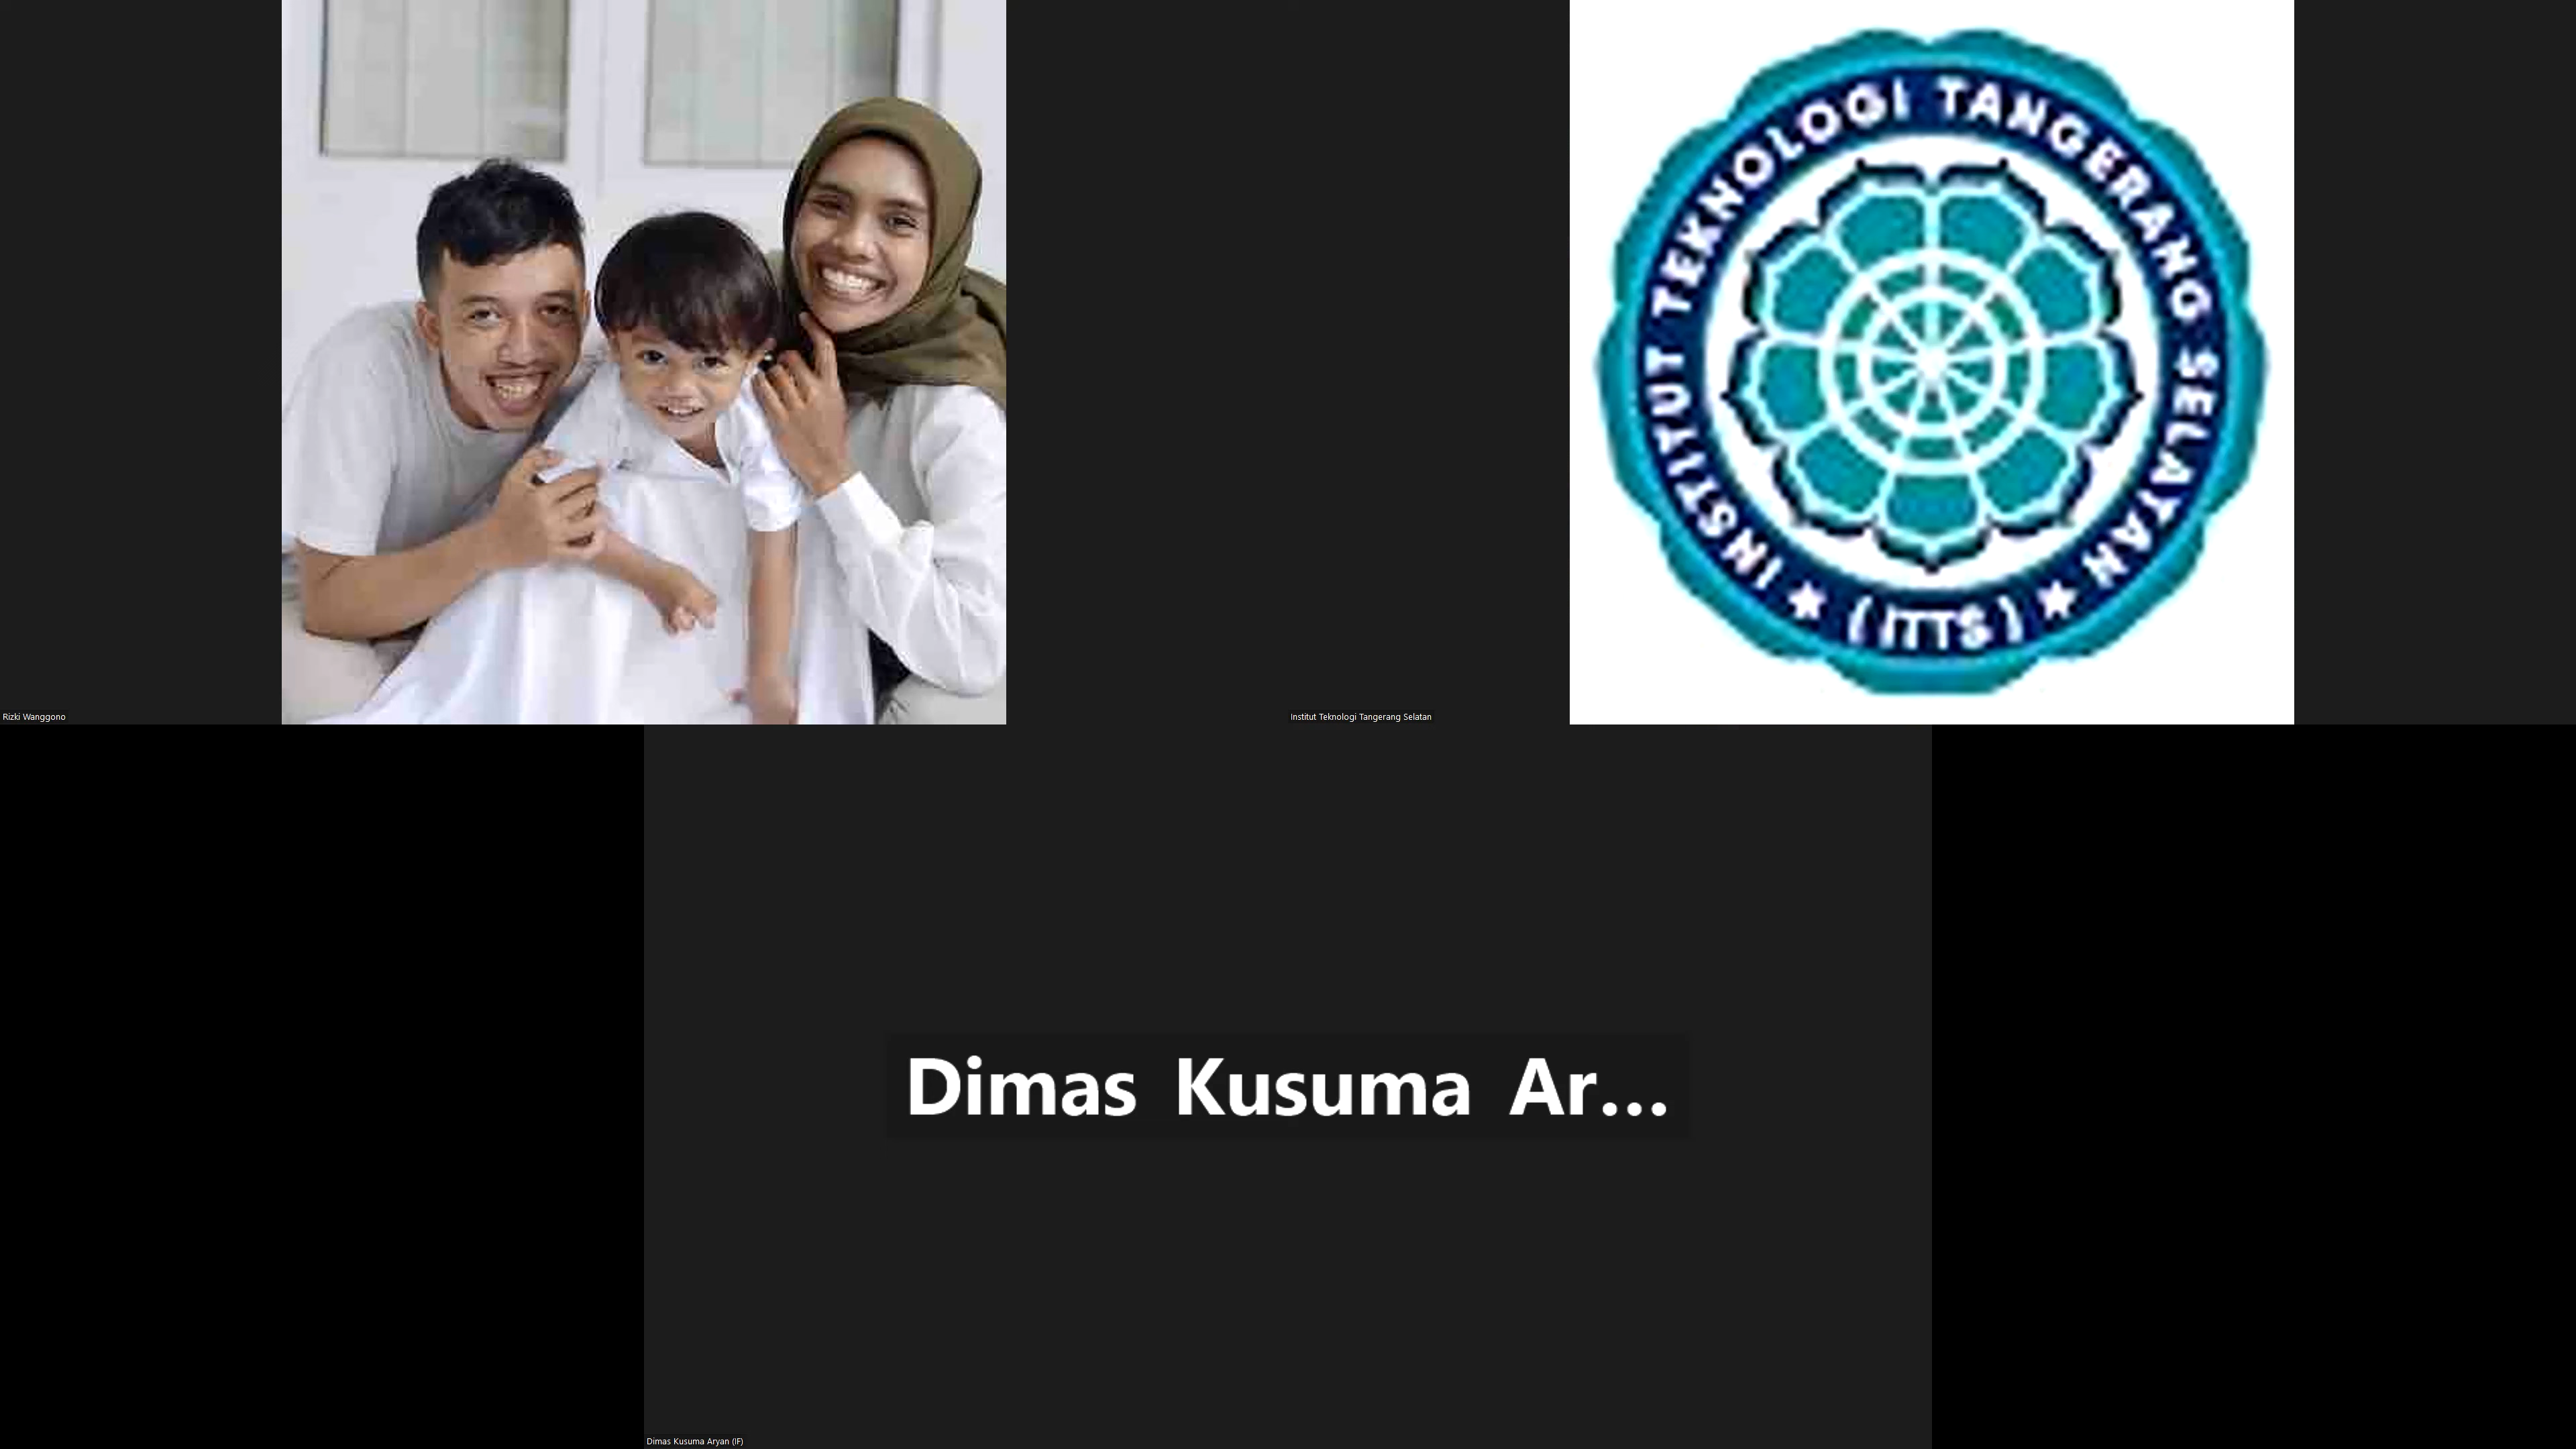 INSTITUT TEKNOLOGI TANGERANG SELATAN
★ (ITTS) ★
Rizki Wanggono
Institut Teknologi Tangerang Selatan
Dimas Kusuma Ar...
Dimas Kusuma Aryan (IF)